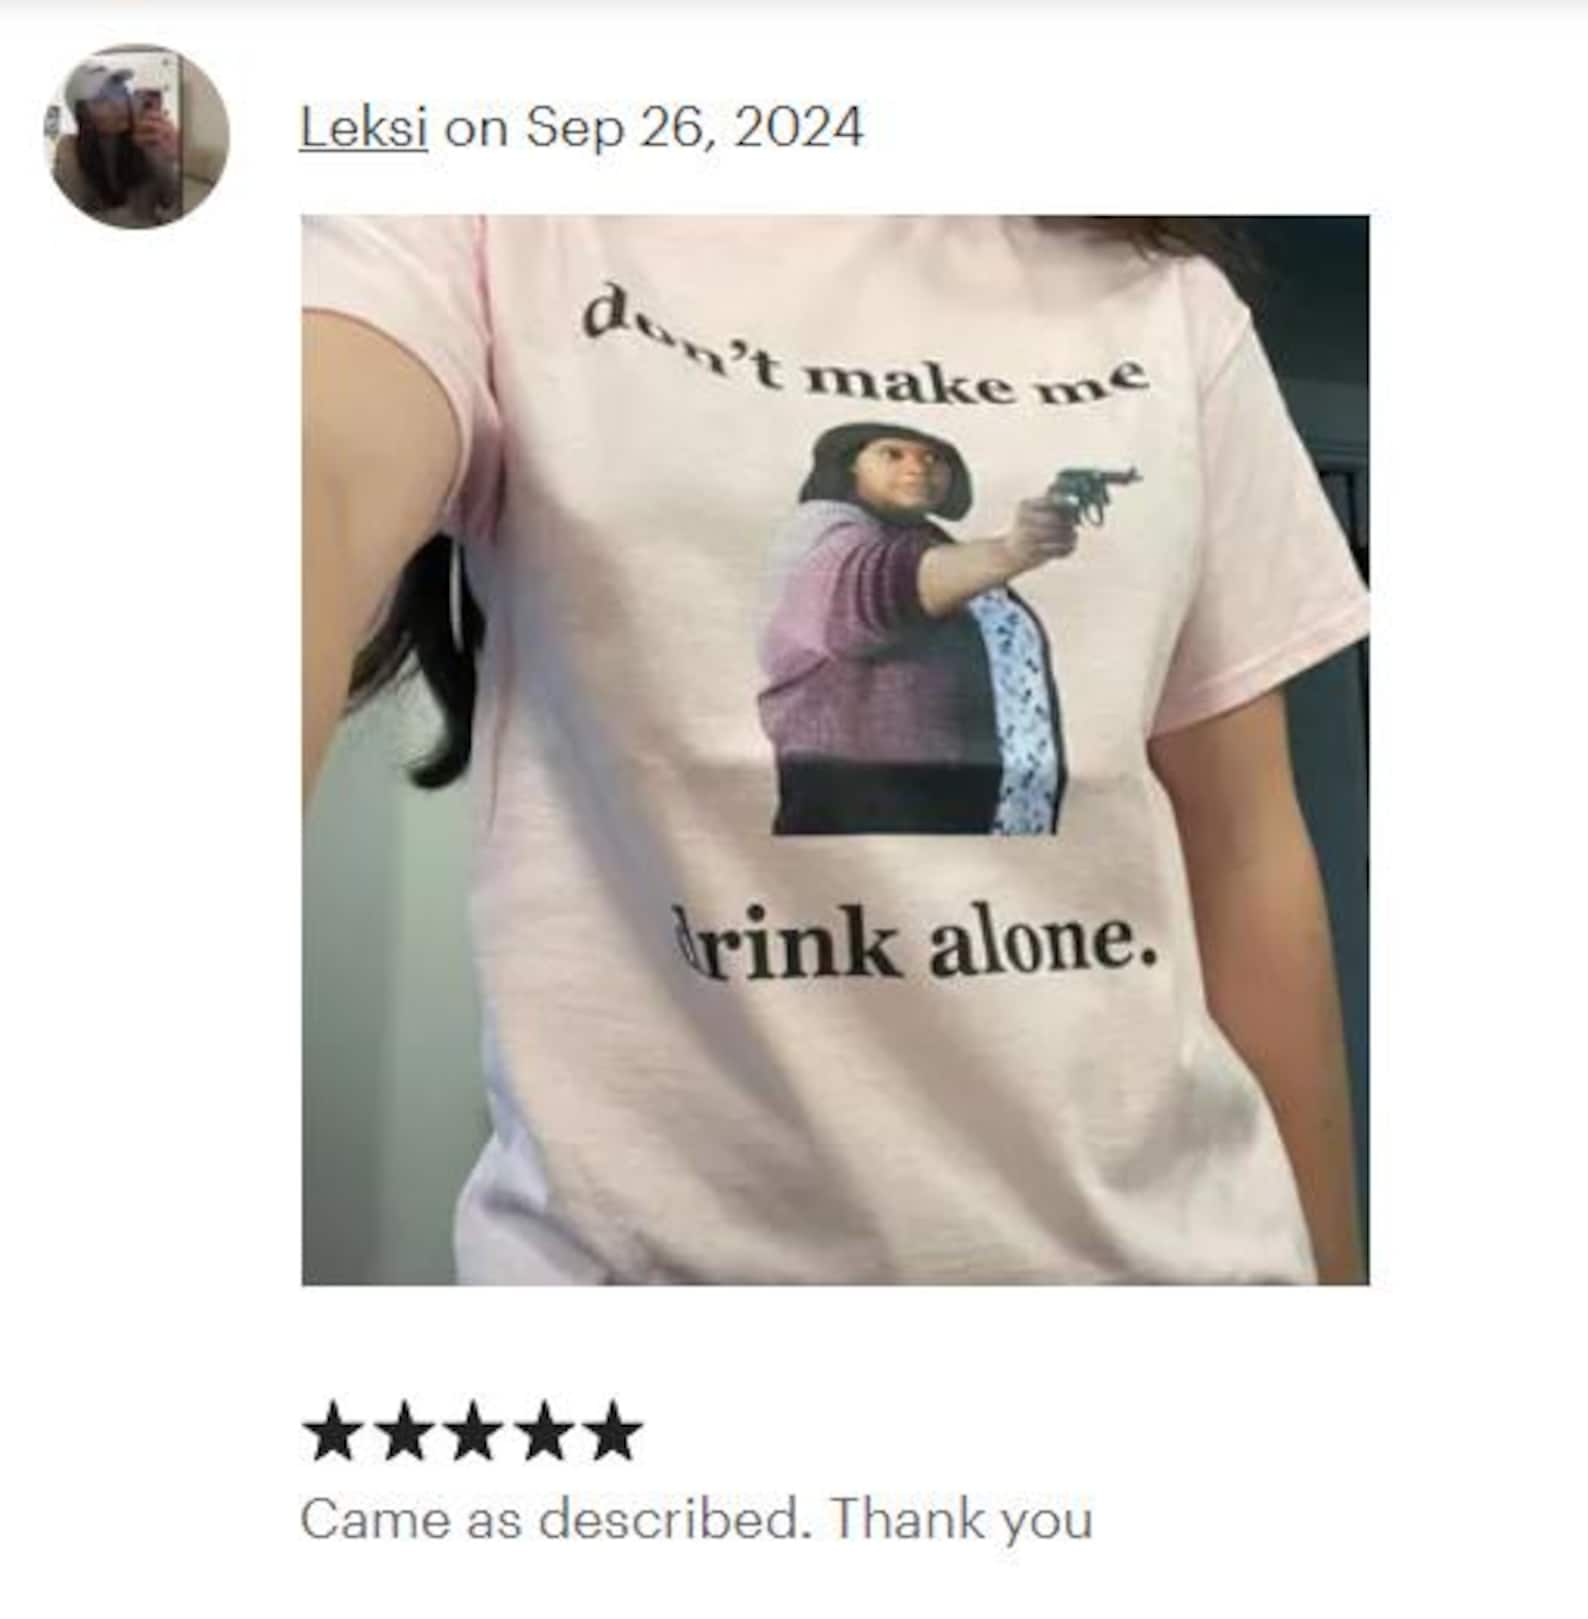 Leksi on Sep 26, 2024
don't make me
drink alone.
Came as described. Thank you